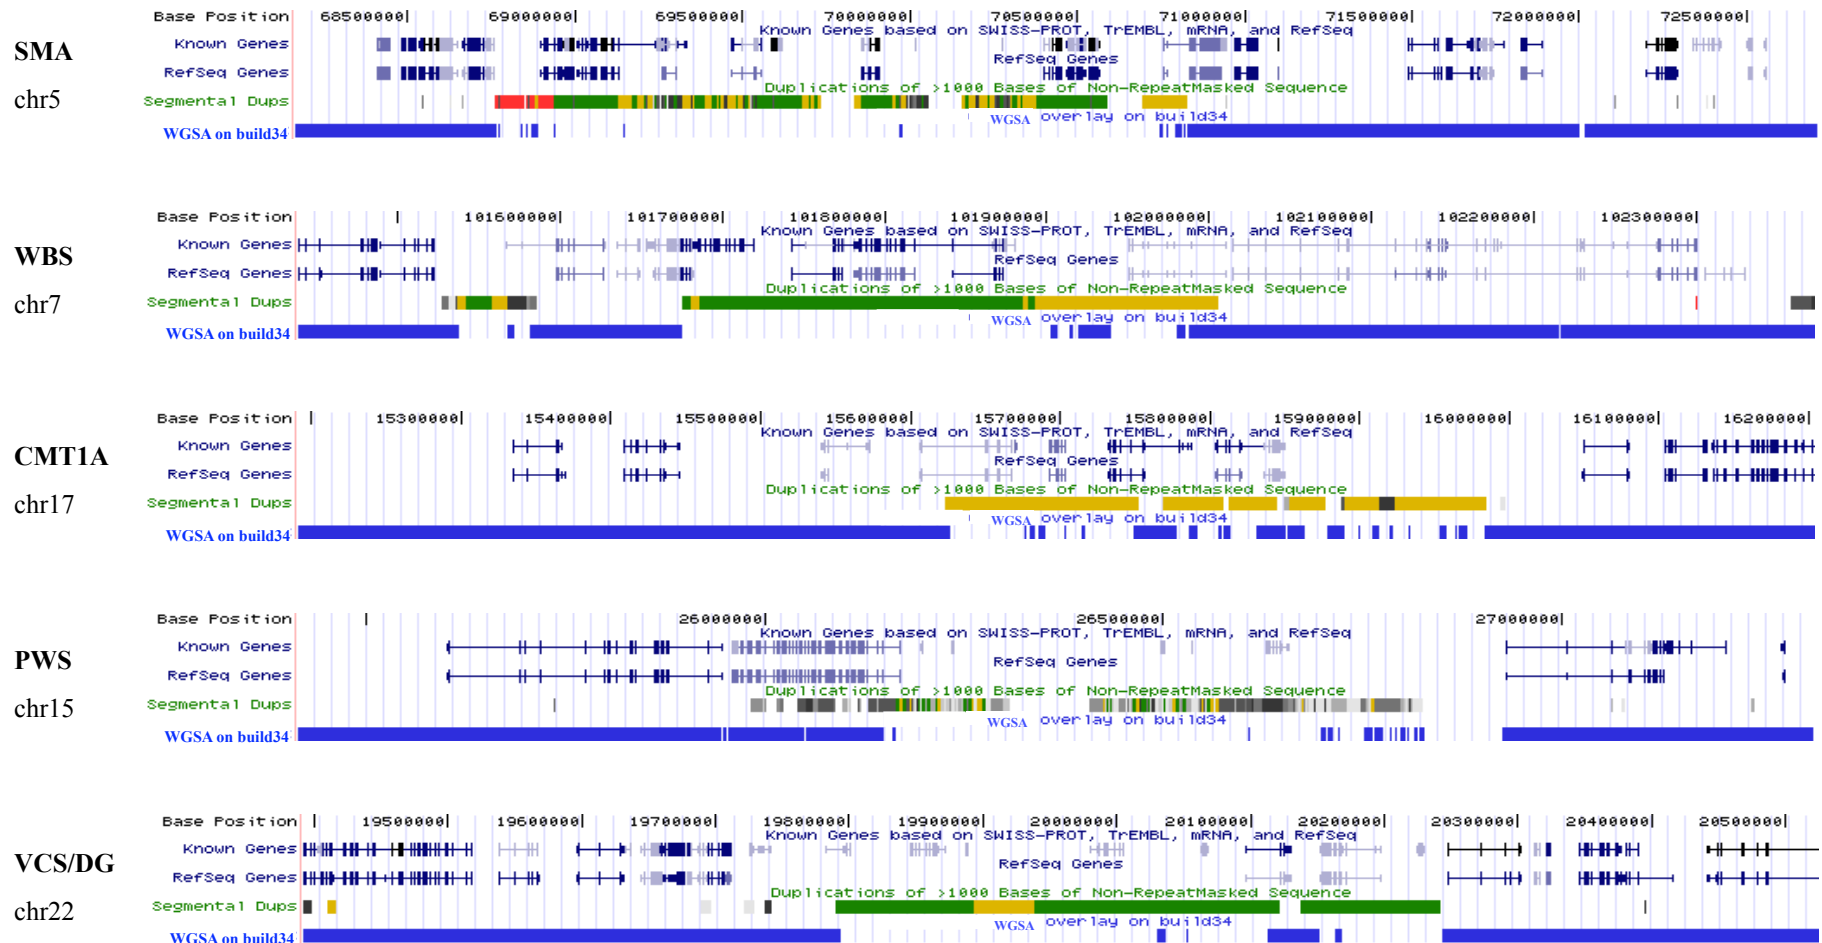 Base Position 68500000| 69000000| 69500000| 70000000| 70500000| 71000000| 71500000| 72000000| 72500000|
Known Genes based on SWISS-PROT, TrEMBL, mRNA, and RefSeq
SMA Known Genes
RefSeq Genes
chr5 RefSeq Genes
Duplications of >1000 Bases of Non-RepeatMasked Sequence
Segmental Dups
WGSA overlay on build34
WGSA on build34
Base Position | 101600000| 101700000| 101800000| 101900000| 102000000| 102100000| 102200000| 102300000|
Known Genes based on SWISS-PROT, TrEMBL, mRNA, and RefSeq
WBS Known Genes
RefSeq Genes
RefSeq Genes
Duplications of >1000 Bases of Non-RepeatMasked Sequence
chr7 Segmental Dups
WGSA overlay on build34
WGSA on build34
Base Position | 15300000| 15400000| 15500000| 15600000| 15700000| 15800000| 15900000| 16000000| 16100000| 16200000|
Known Genes based on SWISS-PROT, TrEMBL, mRNA, and RefSeq
CMT1A Known Genes
RefSeq Genes
RefSeq Genes
Duplications of >1000 Bases of Non-RepeatMasked Sequence
chr17 Segmental Dups
WGSA overlay on build34
WGSA on build34
Base Position | 26000000| 26500000| 27000000|
Known Genes based on SWISS-PROT, TrEMBL, mRNA, and RefSeq
PWS Known Genes
RefSeq Genes
RefSeq Genes
Duplications of >1000 Bases of Non-RepeatMasked Sequence
chr15 Segmental Dups
WGSA overlay on build34
WGSA on build34
Base Position | 19500000| 19600000| 19700000| 19800000| 19900000| 20000000| 20100000| 20200000| 20300000| 20400000| 20500000|
Known Genes based on SWISS-PROT, TrEMBL, mRNA, and RefSeq
VCS/DG Known Genes
RefSeq Genes
RefSeq Genes
Duplications of >1000 Bases of Non-RepeatMasked Sequence
chr22 Segmental Dups
WGSA overlay on build34
WGSA on build34